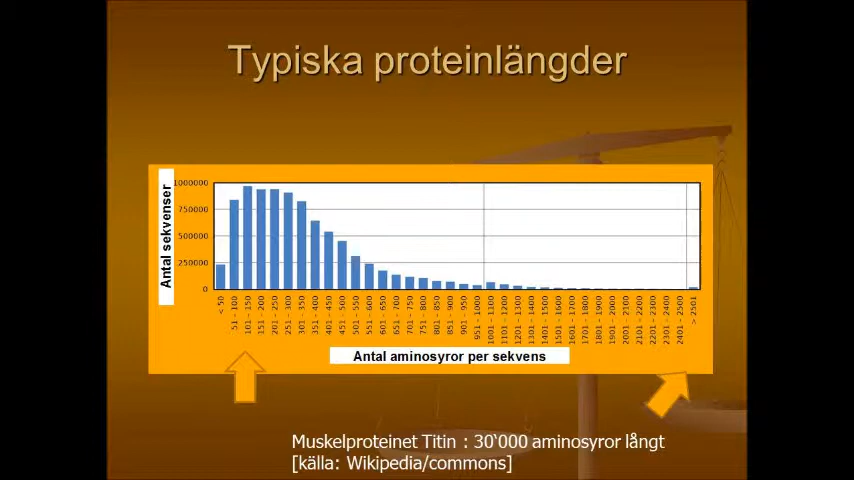 Typiska proteinlängder
Antal sekvenser
1000000
750000
500000
250000
0
< 50
51 – 100
101 – 150
151 – 200
201 – 250
251 – 300
301 – 350
351 – 400
401 – 450
451 – 500
501 – 550
551 – 600
601 – 650
651 – 700
701 – 750
751 – 800
801 – 850
851 – 900
901 – 950
951 – 1000
1001 – 1100
1101 – 1200
1201 – 1300
1301 – 1400
1401 – 1500
1501 – 1600
1601 – 1700
1701 – 1800
1801 – 1900
1901 – 2000
2001 – 2100
2101 – 2200
2201 – 2300
2301 – 2400
2401 – 2500
> 2501
Antal aminosyror per sekvens
Muskelproteinet Titin : 30‘000 aminosyror långt
[källa: Wikipedia/commons]